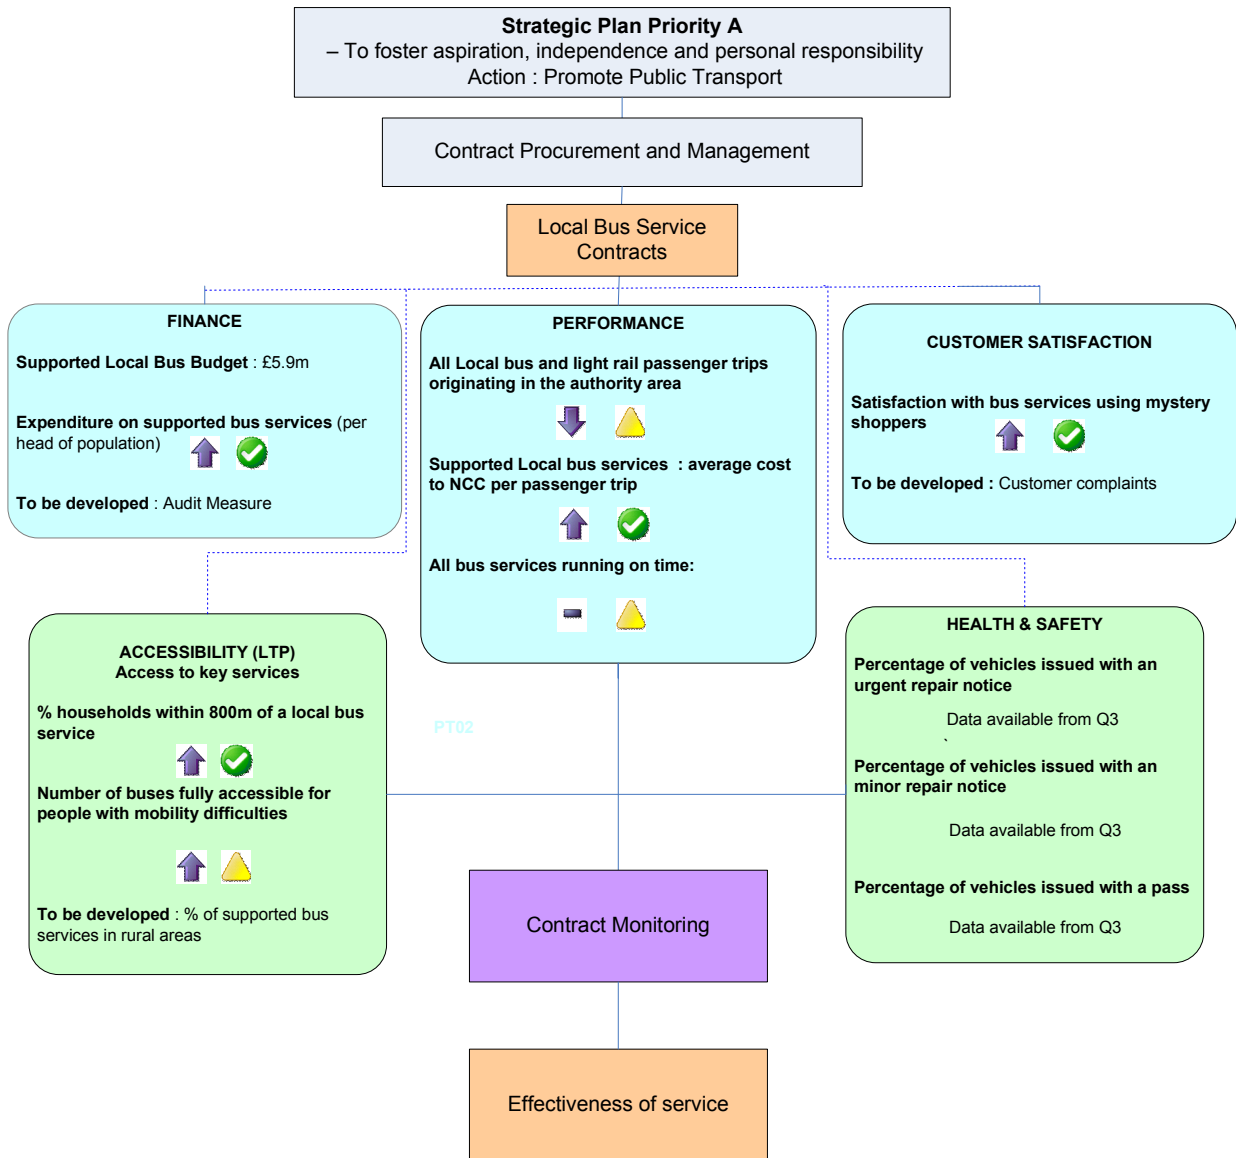 Strategic Plan Priority A
– To foster aspiration, independence and personal responsibility
Action : Promote Public Transport
Contract Procurement and Management
Local Bus Service
Contracts
FINANCE
Supported Local Bus Budget : £5.9m
Expenditure on supported bus services (per
head of population)
To be developed : Audit Measure
PERFORMANCE
All Local bus and light rail passenger trips
originating in the authority area
Supported Local bus services : average cost
to NCC per passenger trip
All bus services running on time:
CUSTOMER SATISFACTION
Satisfaction with bus services using mystery
shoppers
To be developed : Customer complaints
ACCESSIBILITY (LTP)
Access to key services
% households within 800m of a local bus
service
Number of buses fully accessible for
people with mobility difficulties
To be developed : % of supported bus
services in rural areas
PT02
HEALTH & SAFETY
Percentage of vehicles issued with an
urgent repair notice
Data available from Q3
`
Percentage of vehicles issued with an
minor repair notice
Data available from Q3
Percentage of vehicles issued with a pass
Data available from Q3
Contract Monitoring
Effectiveness of service